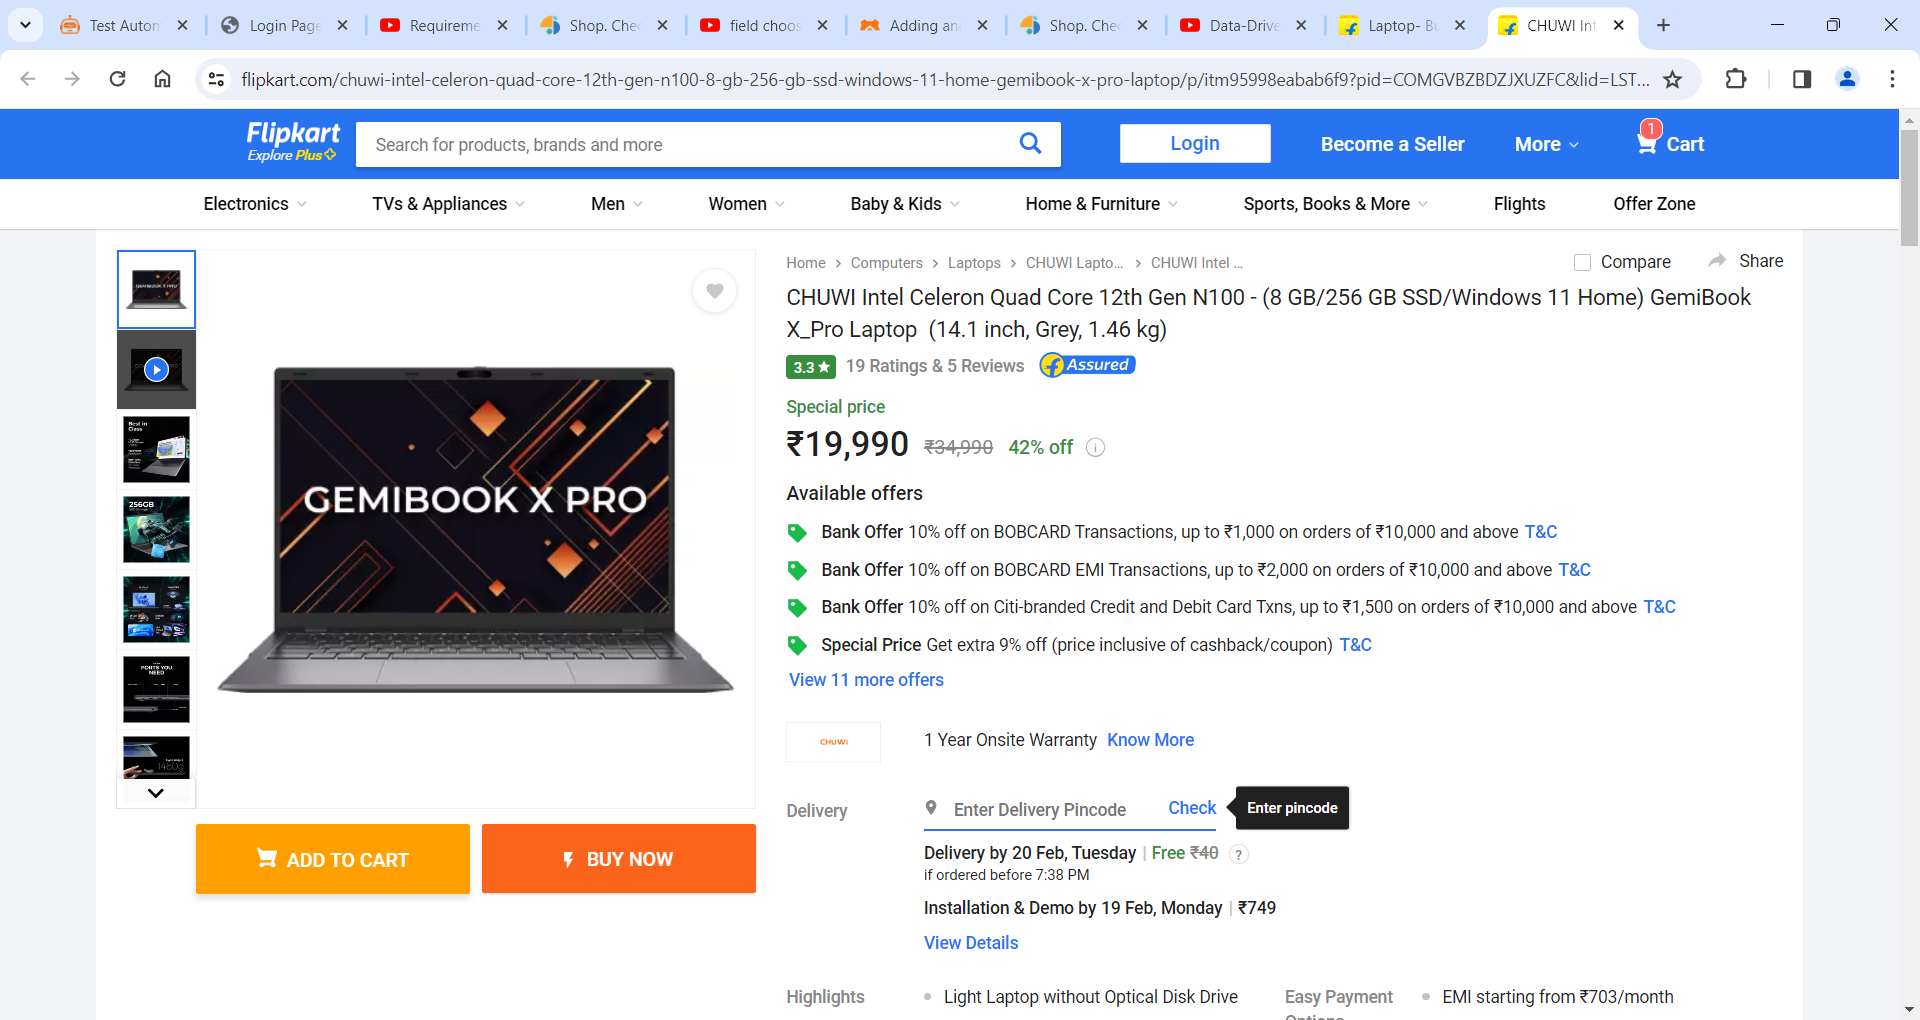 Test Autom
Login Page
Requireme
Shop. Chec
field choos
Adding an
Shop. Chec
Data-Drive
Laptop- Bu
CHUWI Int
flipkart.com/chuwi-intel-celeron-quad-core-12th-gen-n100-8-gb-256-gb-ssd-windows-11-home-gemibook-x-pro-laptop/p/itm95998eabab6f9?pid=COMGVBZBDZJXUZFC&lid=LST...
Flipkart
Explore Plus
Search for products, brands and more
Login
Become a Seller
More
1
Cart
Electronics
TVs & Appliances
Men
Women
Baby & Kids
Home & Furniture
Sports, Books & More
Flights
Offer Zone
Home
Computers
Laptops
CHUWI Lapto...
CHUWI Intel ...
Compare
Share
CHUWI Intel Celeron Quad Core 12th Gen N100 - (8 GB/256 GB SSD/Windows 11 Home) GemiBook
X_Pro Laptop (14.1 inch, Grey, 1.46 kg)
3.3 ★
19 Ratings & 5 Reviews
Assured
Special price
₹19,990
₹34,990
42% off
Available offers
Bank Offer 10% off on BOBCARD Transactions, up to ₹1,000 on orders of ₹10,000 and above T&C
Bank Offer 10% off on BOBCARD EMI Transactions, up to ₹2,000 on orders of ₹10,000 and above T&C
Bank Offer 10% off on Citi-branded Credit and Debit Card Txns, up to ₹1,500 on orders of ₹10,000 and above T&C
Special Price Get extra 9% off (price inclusive of cashback/coupon) T&C
View 11 more offers
GEMIBOOK X PRO
GEMIBOOK X PRO
Best in
Class
256GB
PORTS YOU
NEED
1460g
ADD TO CART
BUY NOW
CHUWI
1 Year Onsite Warranty Know More
Delivery
Enter Delivery Pincode
Check
Enter pincode
Delivery by 20 Feb, Tuesday | Free ₹40 ?
if ordered before 7:38 PM
Installation & Demo by 19 Feb, Monday | ₹749
View Details
Highlights
Light Laptop without Optical Disk Drive
Easy Payment
Options
EMI starting from ₹703/month